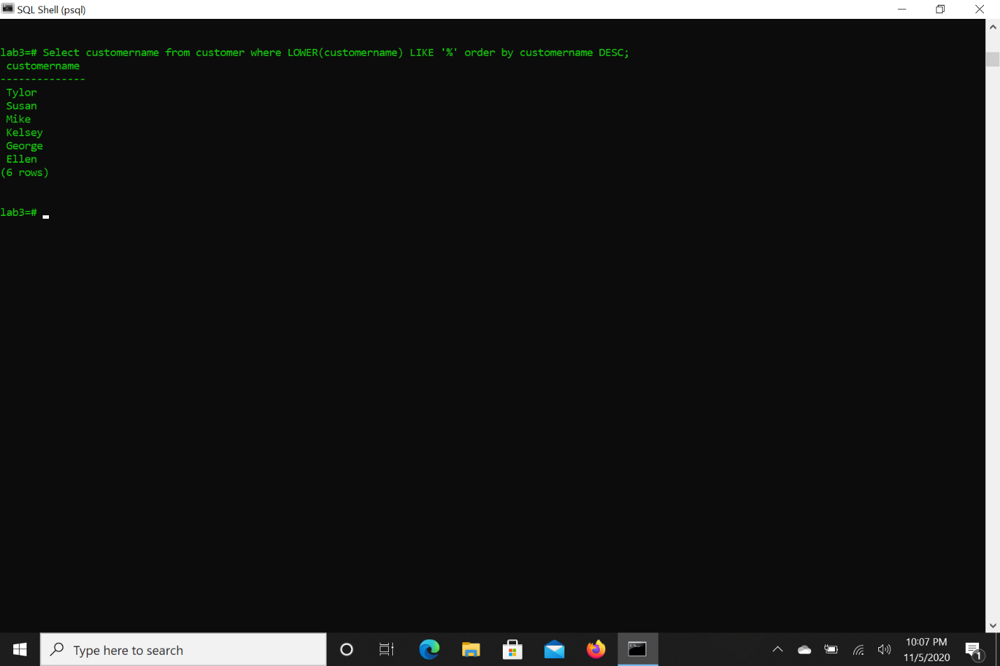 SQL Shell (psql)
lab3=# Select customername from customer where LOWER(customername) LIKE '%' order by customername DESC;
customername
--------------
Tylor
Susan
Mike
Kelsey
George
Ellen
(6 rows)
lab3=#
Type here to search
10:07 PM
11/5/2020
1